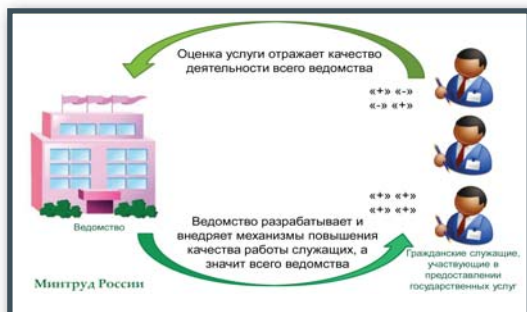 Оценка услуги отражает качество
деятельности всего ведомства
«+» «-»
«-» «+»
«+» «+»
«+» «+»
Ведомство
Ведомство разрабатывает и
внедряет механизмы повышения
качества работы служащих, а
значит всего ведомства
Гражданские служащие,
участвующие в
предоставлении
государственных услуг
Минтруд России